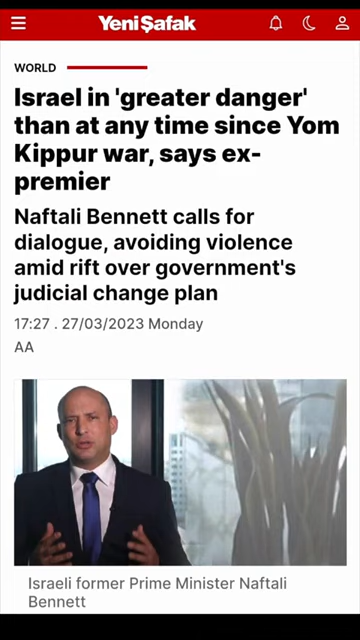 YeniŞafak
WORLD
Israel in 'greater danger'
than at any time since Yom
Kippur war, says ex-
premier
Naftali Bennett calls for
dialogue, avoiding violence
amid rift over government's
judicial change plan
17:27 . 27/03/2023 Monday
AA
Israeli former Prime Minister Naftali
Bennett